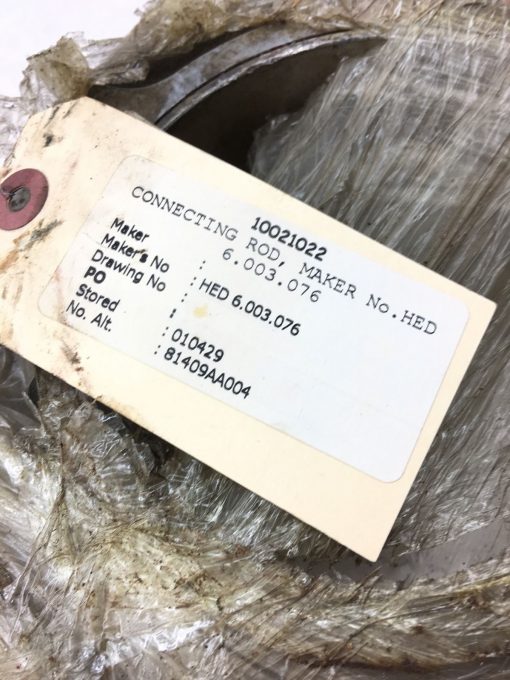 10021022
CONNECTING ROD, MAKER No.HED
6.003.076
Maker :
Maker's No : HED 6.003.076
Drawing No :
PO :
Stored : 010429
No. Alt. : 81409AA004